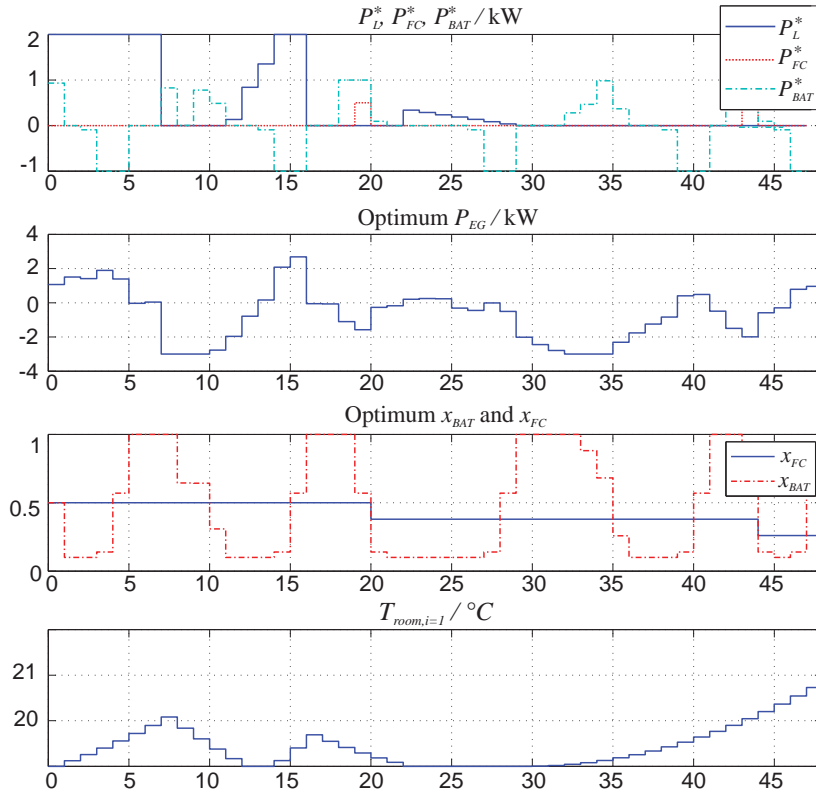 P*L, P*FC, P*BAT / kW
2
1
0
-1
0 5 10 15 20 25 30 35 40 45
P*L
P*FC
P*BAT
Optimum PEG / kW
4
2
0
-2
-4
0 5 10 15 20 25 30 35 40 45
Optimum xBAT and xFC
1
0.5
0
0 5 10 15 20 25 30 35 40 45
xFC
xBAT
Troom,i=1 / °C
21
20
19
0 5 10 15 20 25 30 35 40 45